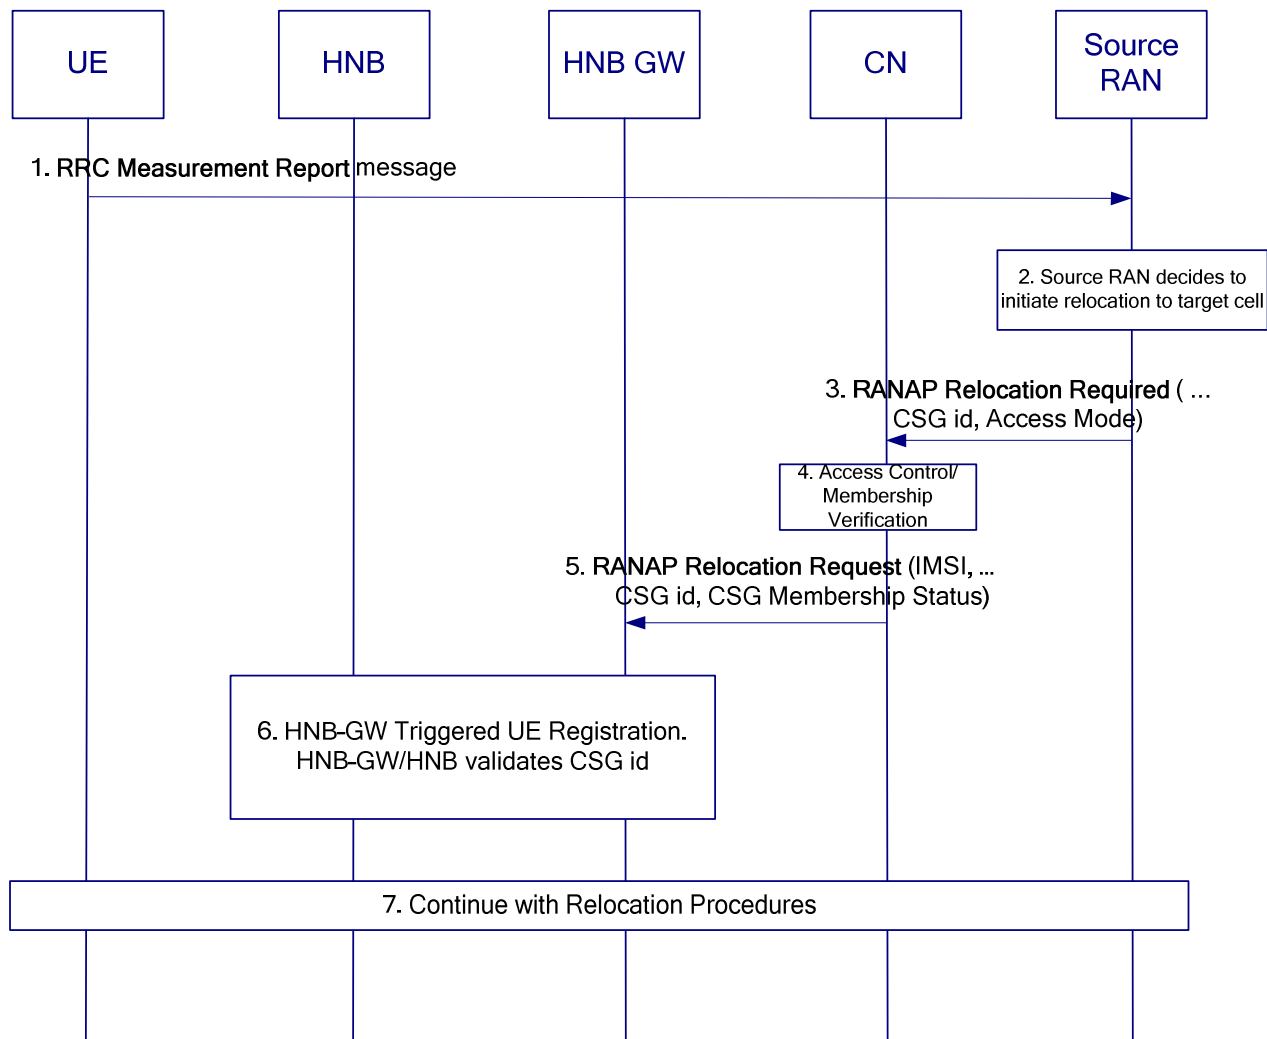 UE
HNB
HNB GW
CN
Source
RAN
1. RRC Measurement Report message
2. Source RAN decides to
initiate relocation to target cell
3. RANAP Relocation Required ( ...
CSG id, Access Mode)
4. Access Control/
Membership
Verification
5. RANAP Relocation Request (IMSI, ...
CSG id, CSG Membership Status)
6. HNB-GW Triggered UE Registration.
HNB-GW/HNB validates CSG id
7. Continue with Relocation Procedures